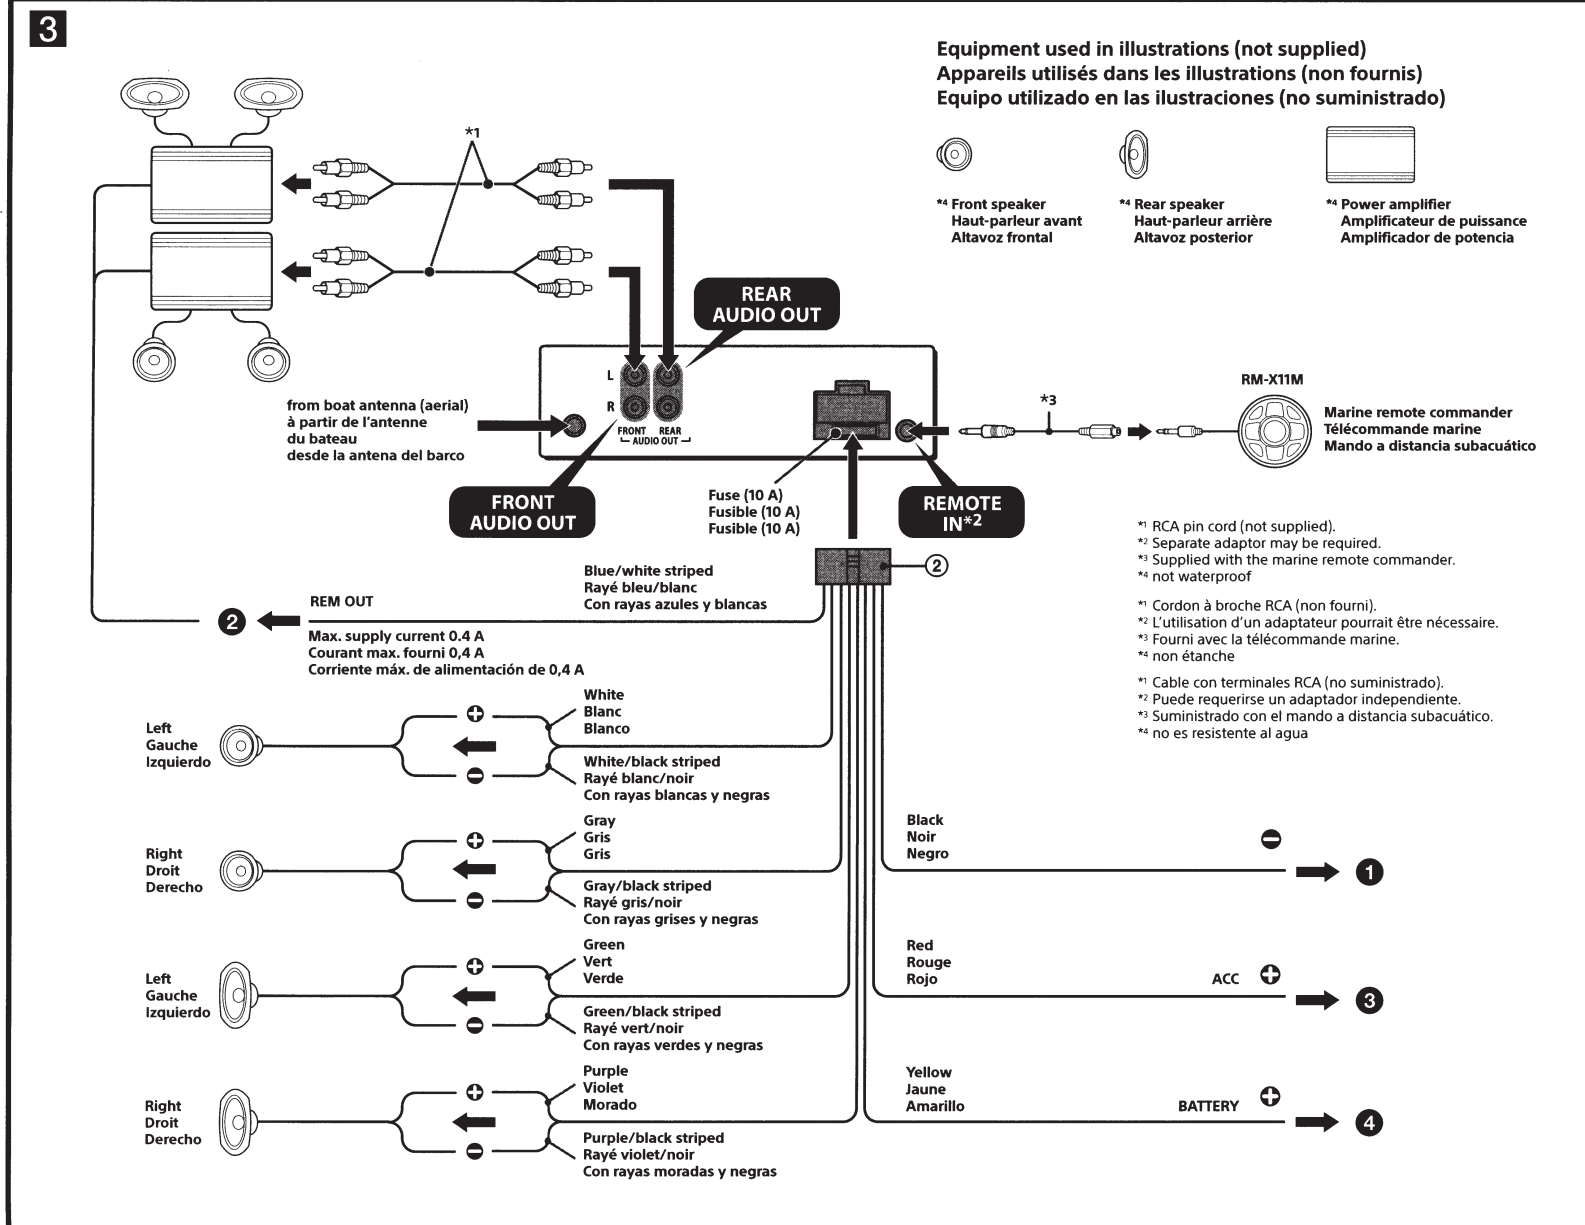 3
Equipment used in illustrations (not supplied)
Appareils utilisés dans les illustrations (non fournis)
Equipo utilizado en las ilustraciones (no suministrado)
*4 Front speaker
Haut-parleur avant
Altavoz frontal
*4 Rear speaker
Haut-parleur arrière
Altavoz posterior
*4 Power amplifier
Amplificateur de puissance
Amplificador de potencia
*1
REAR
AUDIO OUT
from boat antenna (aerial)
à partir de l'antenne
du bateau
desde la antena del barco
L
R
FRONT REAR
AUDIO OUT
FRONT
AUDIO OUT
Fuse (10 A)
Fusible (10 A)
Fusible (10 A)
REMOTE
IN*2
*3
RM-X11M
Marine remote commander
Télécommande marine
Mando a distancia subacuático
*1 RCA pin cord (not supplied).
*2 Separate adaptor may be required.
*3 Supplied with the marine remote commander.
*4 not waterproof
*1 Cordon à broche RCA (non fourni).
*2 L'utilisation d'un adaptateur pourrait être nécessaire.
*3 Fourni avec la télécommande marine.
*4 non étanche
*1 Cable con terminales RCA (no suministrado).
*2 Puede requerirse un adaptador independiente.
*3 Suministrado con el mando a distancia subacuático.
*4 no es resistente al agua
2
Blue/white striped
Rayé bleu/blanc
Con rayas azules y blancas
2
REM OUT
Max. supply current 0.4 A
Courant max. fourni 0,4 A
Corriente máx. de alimentación de 0,4 A
Left
Gauche
Izquierdo
+
−
White
Blanc
Blanco
White/black striped
Rayé blanc/noir
Con rayas blancas y negras
Right
Droit
Derecho
+
−
Gray
Gris
Gris
Gray/black striped
Rayé gris/noir
Con rayas grises y negras
Left
Gauche
Izquierdo
+
−
Green
Vert
Verde
Green/black striped
Rayé vert/noir
Con rayas verdes y negras
Right
Droit
Derecho
+
−
Purple
Violet
Morado
Purple/black striped
Rayé violet/noir
Con rayas moradas y negras
Black
Noir
Negro
−
1
Red
Rouge
Rojo
ACC +
3
Yellow
Jaune
Amarillo
BATTERY +
4